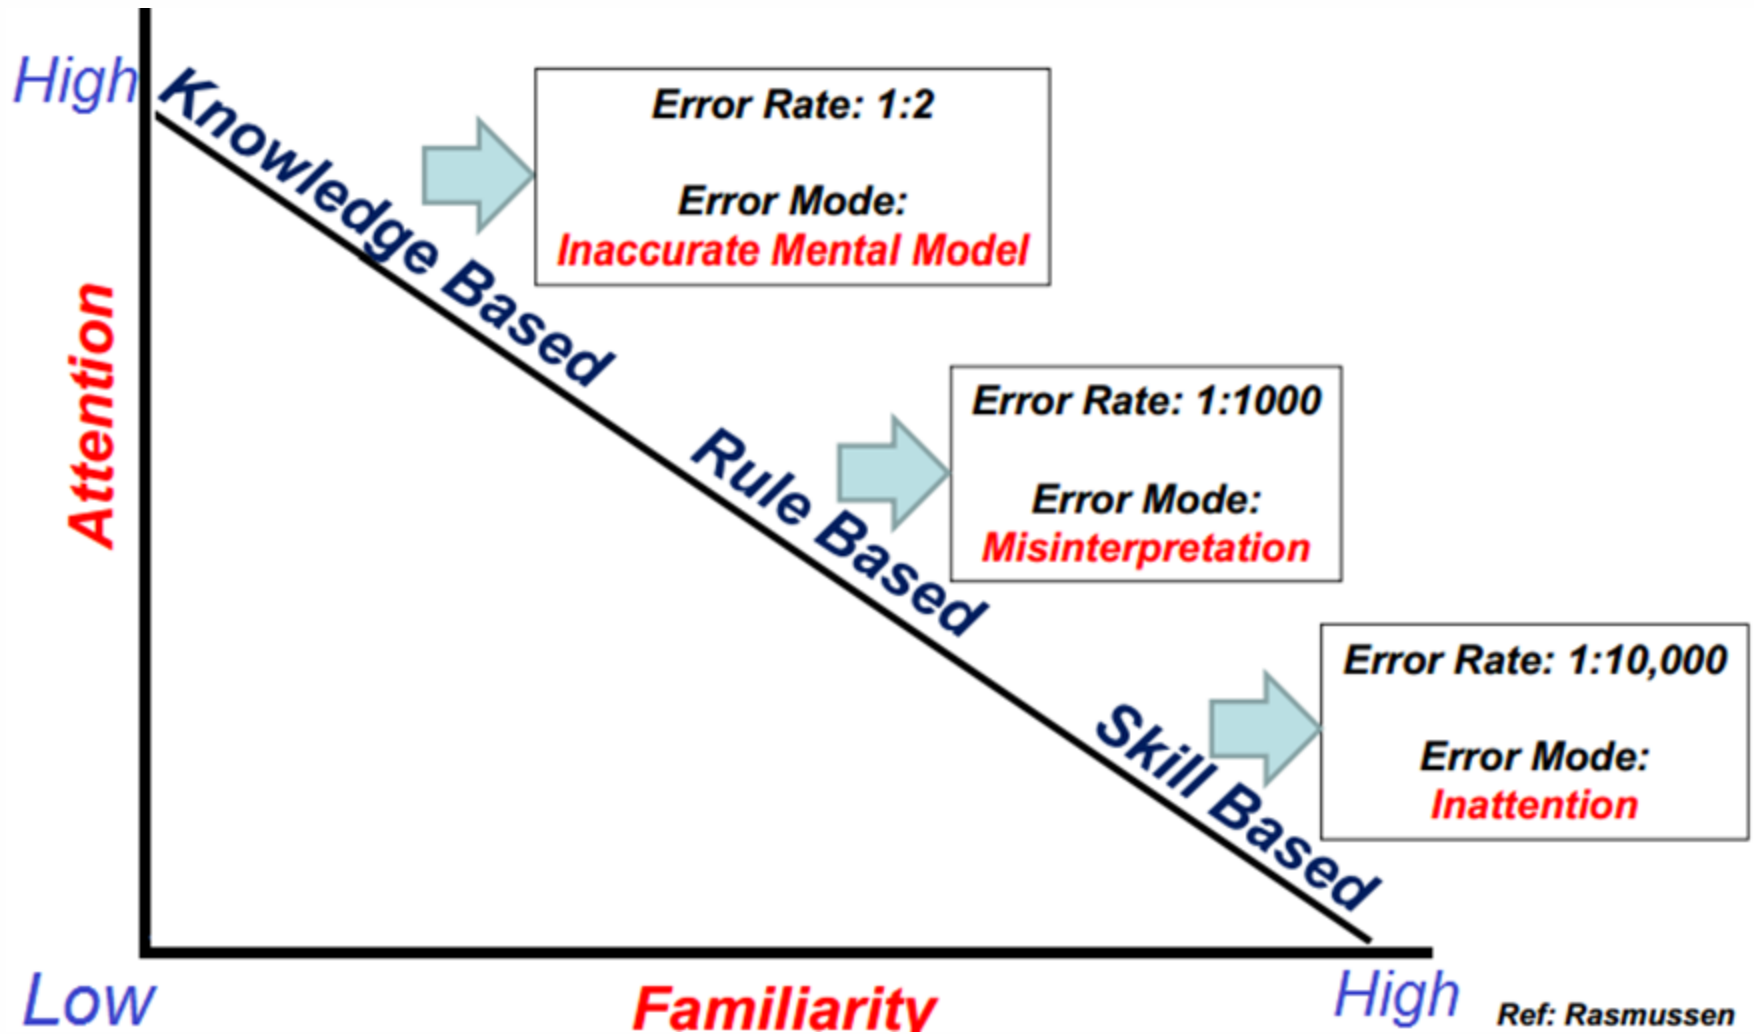 High
Knowledge Based
Error Rate: 1:2
Error Mode:
Inaccurate Mental Model
Attention
Rule Based
Error Rate: 1:1000
Error Mode:
Misinterpretation
Skill Based
Error Rate: 1:10,000
Error Mode:
Inattention
Low
Familiarity
High
Ref: Rasmussen